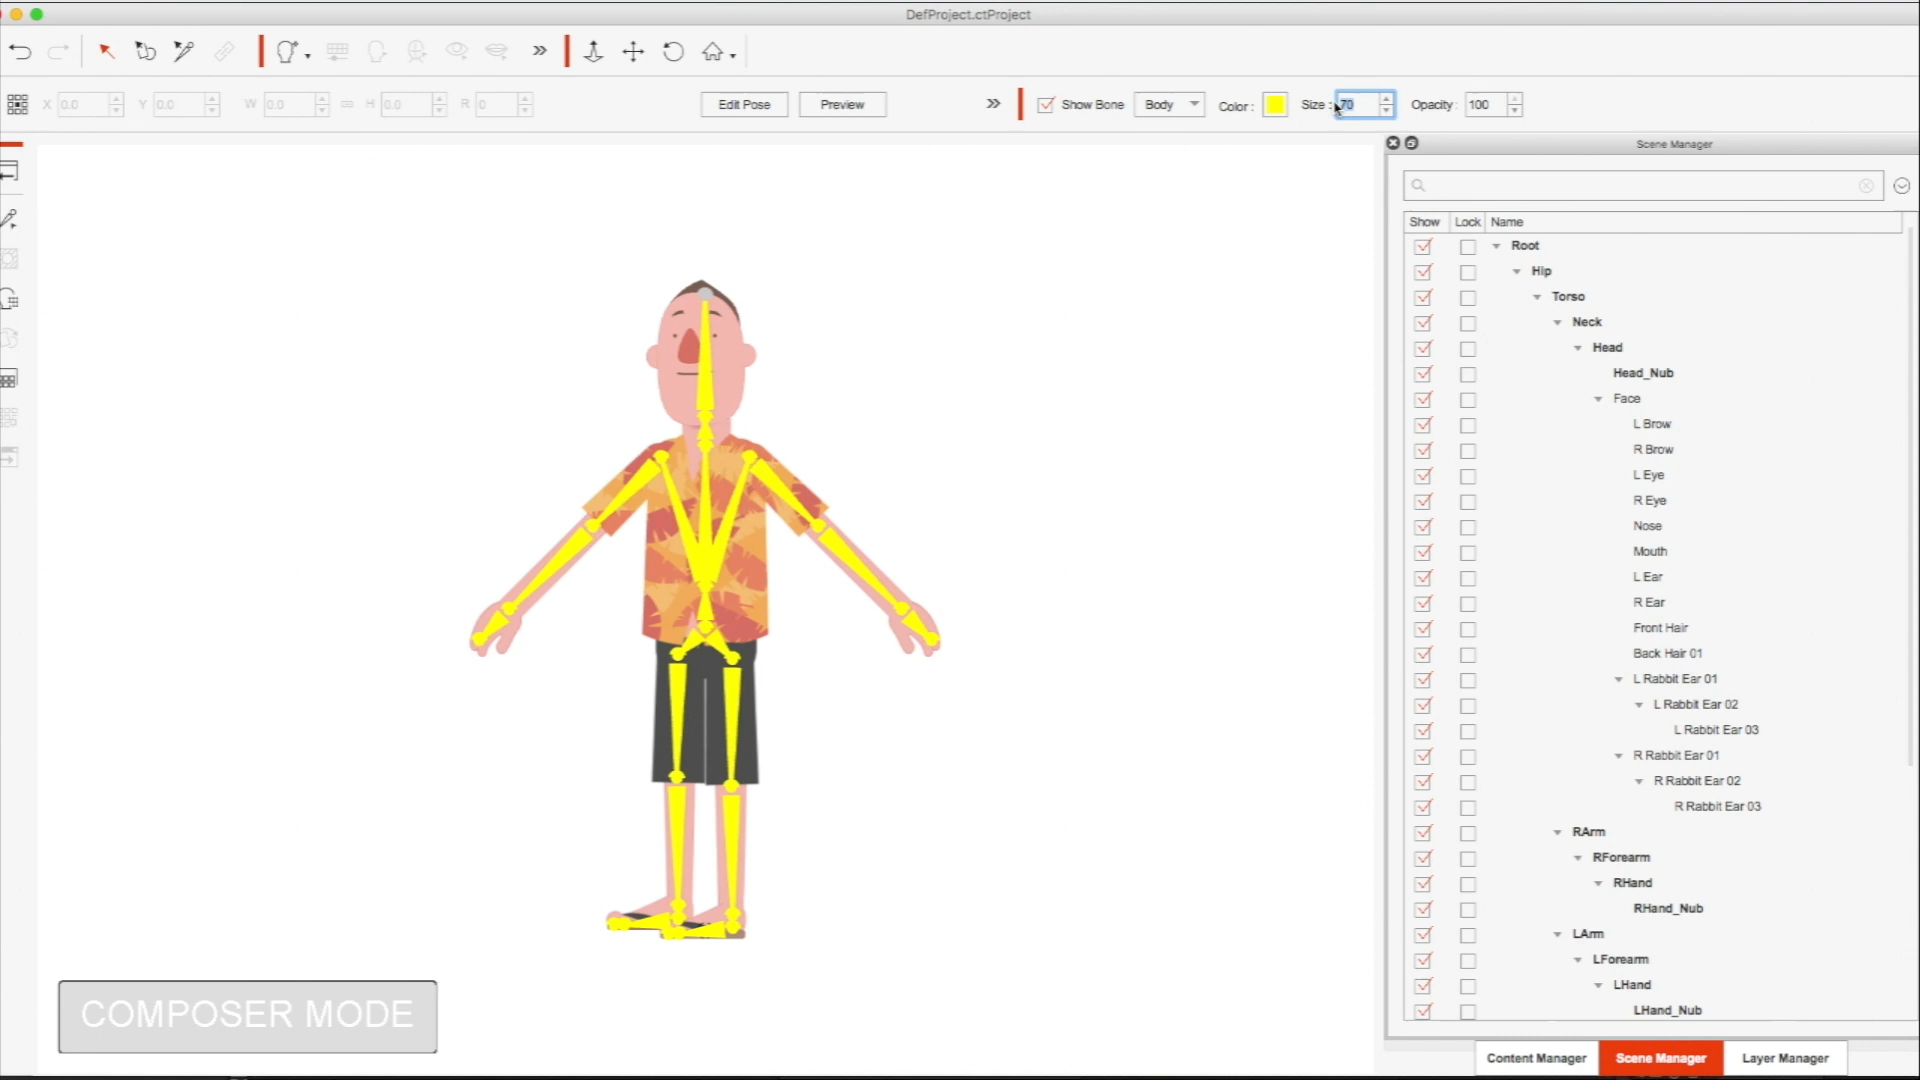 DefProject.ctProject
X 0.0 Y 0.0 W 0.0 H 0.0 R 0 Edit Pose Preview Show Bone Body Color : Size : 70 Opacity : 100
Scene Manager
Show Lock Name
Root
Hip
Torso
Neck
Head
Head_Nub
Face
L Brow
R Brow
L Eye
R Eye
Nose
Mouth
L Ear
R Ear
Front Hair
Back Hair 01
L Rabbit Ear 01
L Rabbit Ear 02
L Rabbit Ear 03
R Rabbit Ear 01
R Rabbit Ear 02
R Rabbit Ear 03
RArm
RForearm
RHand
RHand_Nub
LArm
LForearm
LHand
LHand_Nub
COMPOSER MODE
Content Manager Scene Manager Layer Manager